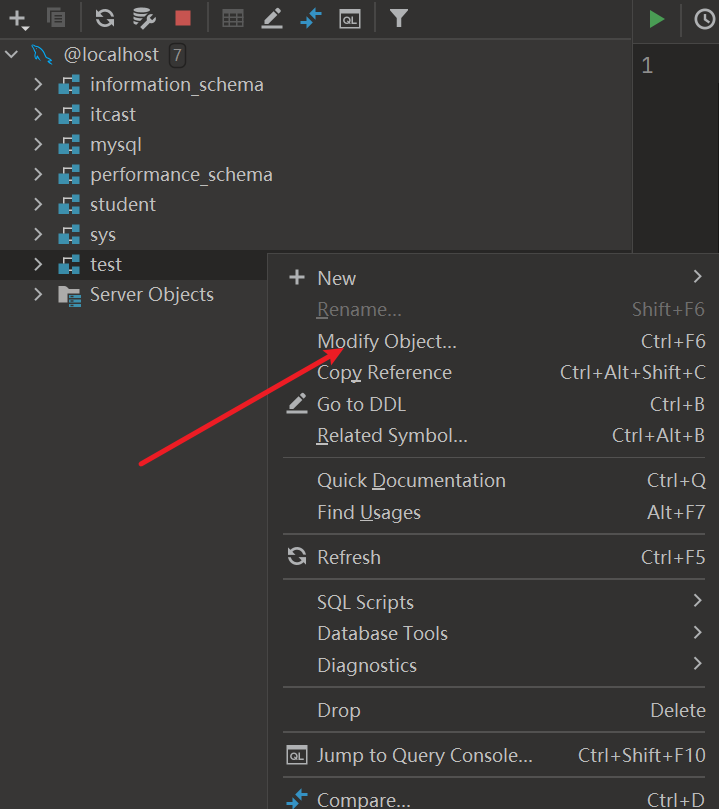 @localhost 7
1
information_schema
itcast
mysql
performance_schema
student
sys
test
Server Objects
New
Rename... Shift+F6
Modify Object... Ctrl+F6
Copy Reference Ctrl+Alt+Shift+C
Go to DDL Ctrl+B
Related Symbol... Ctrl+Alt+B
Quick Documentation Ctrl+Q
Find Usages Alt+F7
Refresh Ctrl+F5
SQL Scripts
Database Tools
Diagnostics
Drop Delete
QL Jump to Query Console... Ctrl+Shift+F10
Compare... Ctrl+D